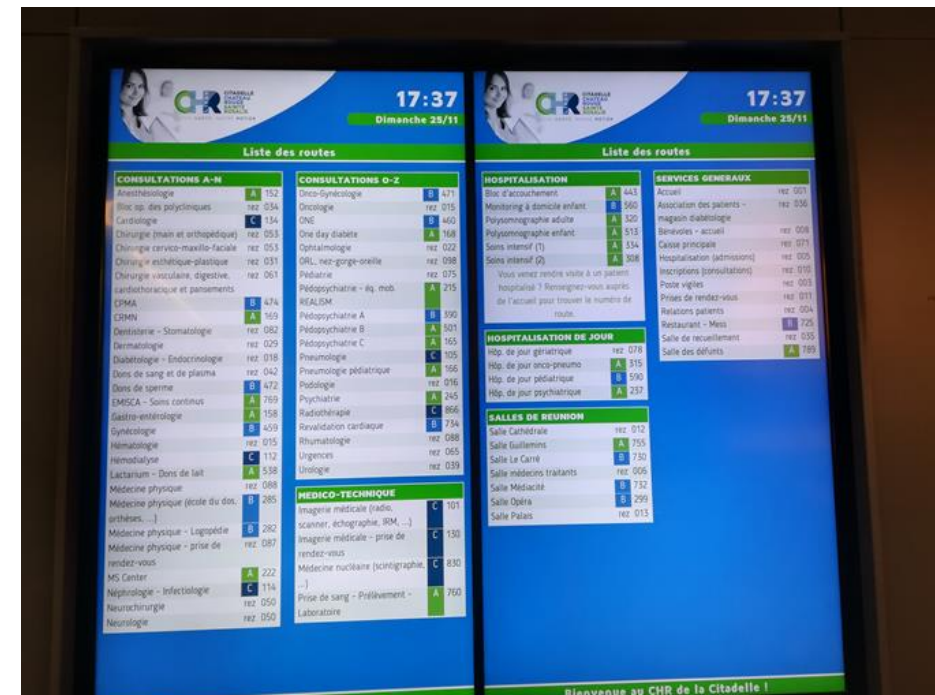 CHR
CITADELLE
CHATEAU
ROUGE
SAINTE
ROSALIE
17:37
Dimanche 25/11
Liste des routes
CONSULTATIONS A-N
Anesthésiologie A 152
Bloc op. des polycliniques rez 034
Cardiologie C 134
Chirurgie (main et orthopédique) rez 053
Chirurgie cervico-maxillo-faciale rez 053
Chirurgie esthétique-plastique rez 031
Chirurgie vasculaire, digestive, rez 061
cardiothoracique et pansements
CPMA B 474
CRMN A 169
Dentisterie - Stomatologie rez 082
Dermatologie rez 029
Diabétologie - Endocrinologie rez 018
Dons de sang et de plasma rez 042
Dons de sperme B 472
EMISCA - Soins continus A 769
Gastro-entérologie A 158
Gynécologie B 459
Hématologie rez 015
Hémodialyse C 112
Lactarium - Dons de lait A 538
Médecine physique rez 088
Médecine physique (école du dos, B 285
orthèses, ...)
Médecine physique - Logopédie B 282
Médecine physique - prise de rez 087
rendez-vous
MS Center A 222
Néphrologie - Infectiologie C 114
Neurochirurgie rez 050
Neurologie rez 050
CONSULTATIONS O-Z
Onco-Gynécologie B 471
Oncologie rez 015
ONE B 460
One day diabète A 168
Ophtalmologie rez 022
ORL, nez-gorge-oreille rez 098
Pédiatrie rez 075
Pédopsychiatrie - éq. mob. A 215
REALISM
Pédopsychiatrie A B 390
Pédopsychiatrie B A 501
Pédopsychiatrie C A 165
Pneumologie C 105
Pneumologie pédiatrique A 166
Podologie rez 016
Psychiatrie A 245
Radiothérapie C 866
Revalidation cardiaque B 734
Rhumatologie rez 088
Urgences rez 065
Urologie rez 039
MEDICO-TECHNIQUE
Imagerie médicale (radio, C 101
scanner, échographie, IRM, ...)
Imagerie médicale - prise de C 130
rendez-vous
Médecine nucléaire (scintigraphie, C 830
...)
Prise de sang - Prélèvement - A 760
Laboratoire
CHR
CITADELLE
CHATEAU
ROUGE
SAINTE
ROSALIE
17:37
Dimanche 25/11
Liste des routes
HOSPITALISATION
Bloc d'accouchement A 443
Monitoring à domicile enfant B 560
Polysomnographie adulte A 320
Polysomnographie enfant A 513
Soins intensif (1) A 334
Soins intensif (2) A 308
Vous venez rendre visite à un patient
hospitalisé ? Renseignez-vous auprès
de l'accueil pour trouver le numéro de
route.
HOSPITALISATION DE JOUR
Hôp. de jour gériatrique rez 078
Hôp. de jour onco-pneumo A 315
Hôp. de jour pédiatrique B 590
Hôp. de jour psychiatrique A 237
SALLES DE REUNION
Salle Cathédrale rez 012
Salle Guillemins A 755
Salle Le Carré B 730
Salle médecins traitants rez 006
Salle Médiacité B 732
Salle Opéra B 299
Salle Palais rez 013
SERVICES GENERAUX
Accueil rez 001
Association des patients - rez 036
magasin diabétologie
Bénévoles - accueil rez 008
Caisse principale rez 071
Hospitalisation (admissions) rez 005
Inscriptions (consultations) rez 010
Poste vigiles rez 003
Prises de rendez-vous rez 011
Relations patients rez 004
Restaurant - Mess B 725
Salle de recueillement rez 035
Salle des défunts A 789
Bienvenue au CHR de la Citadelle !